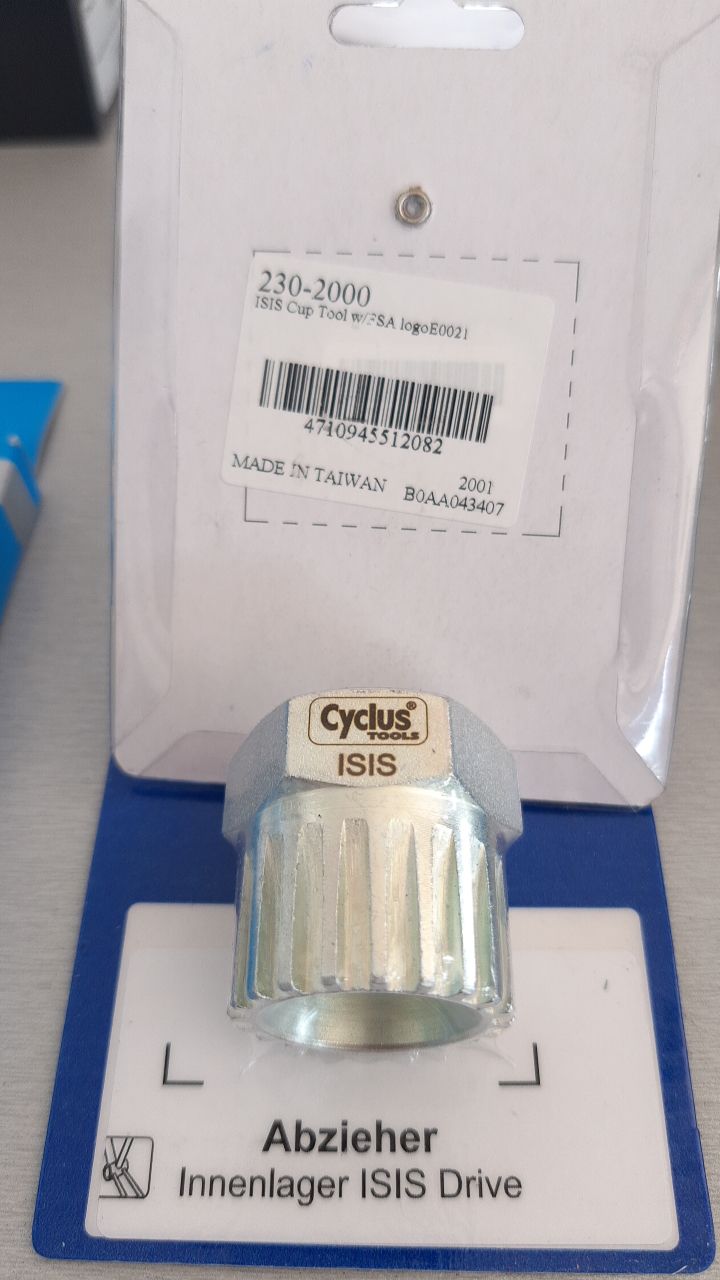 230-2000
ISIS Cup Tool w/FSA logoE0021
4710945512082
MADE IN TAIWAN
2001
B0AA043407
Cyclus®
TOOLS
ISIS
Abzieher
Innenlager ISIS Drive